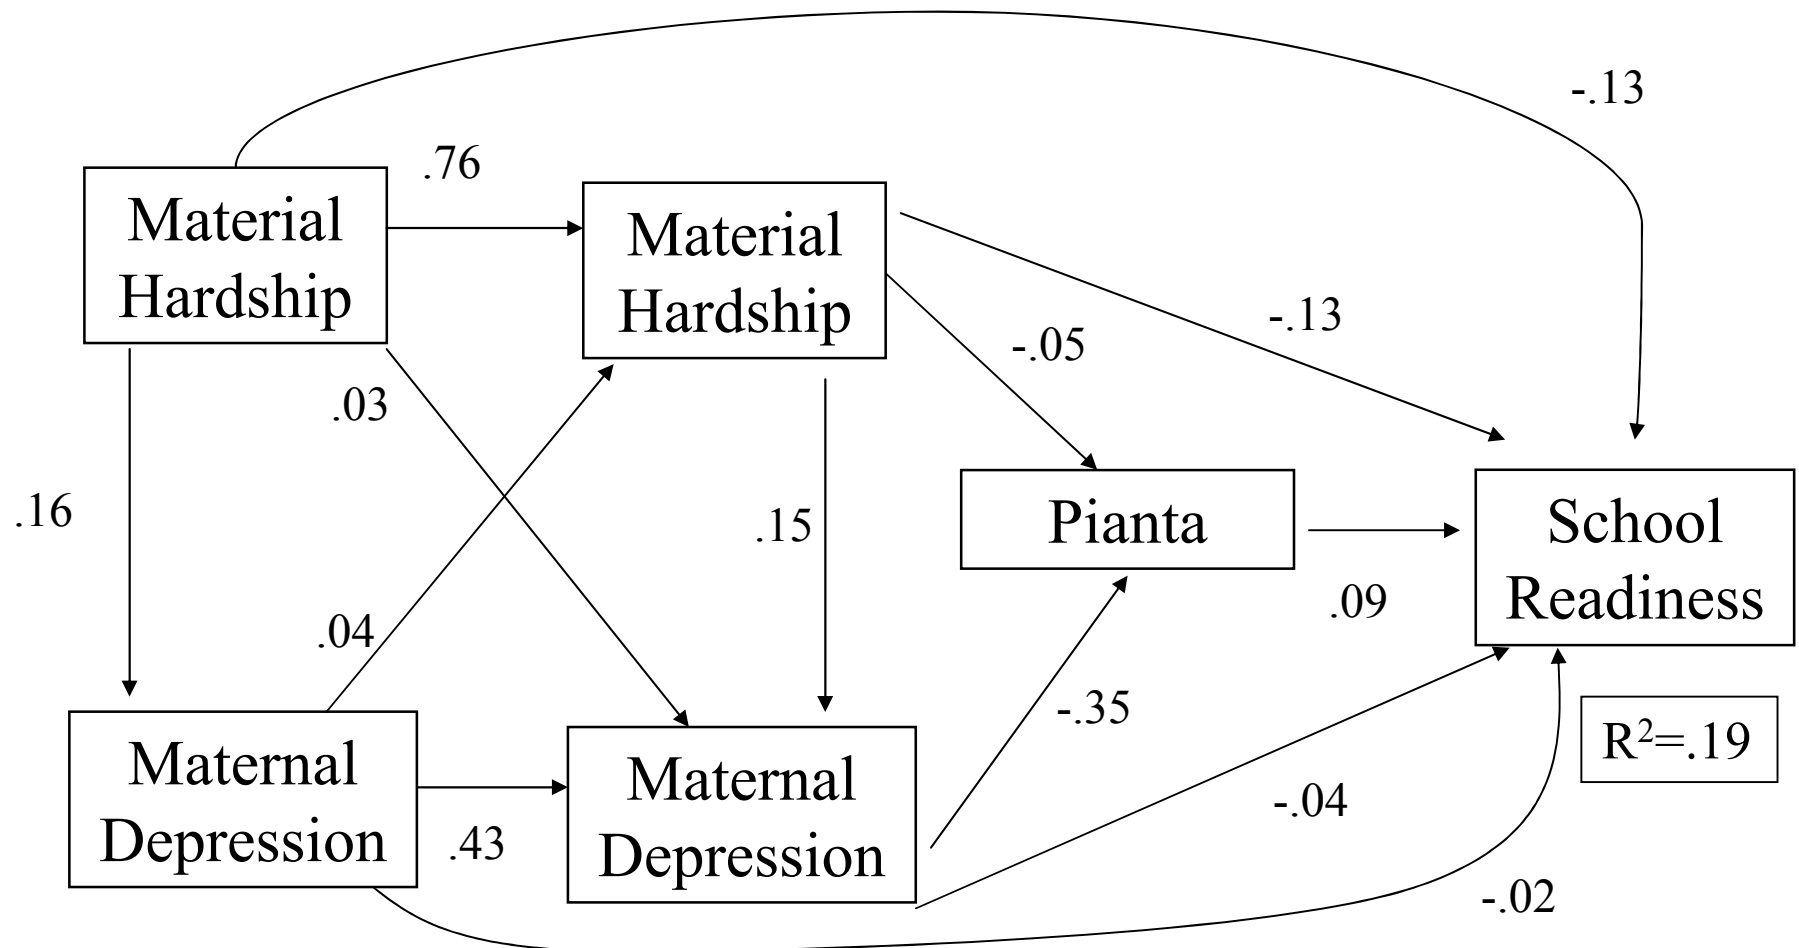 -.13
.76
Material
Hardship
Material
Hardship
-.13
-.05
.03
.16
.15
Pianta
School
Readiness
.09
.04
-.35
R²=.19
Maternal
Depression
Maternal
Depression
.43
-.04
-.02